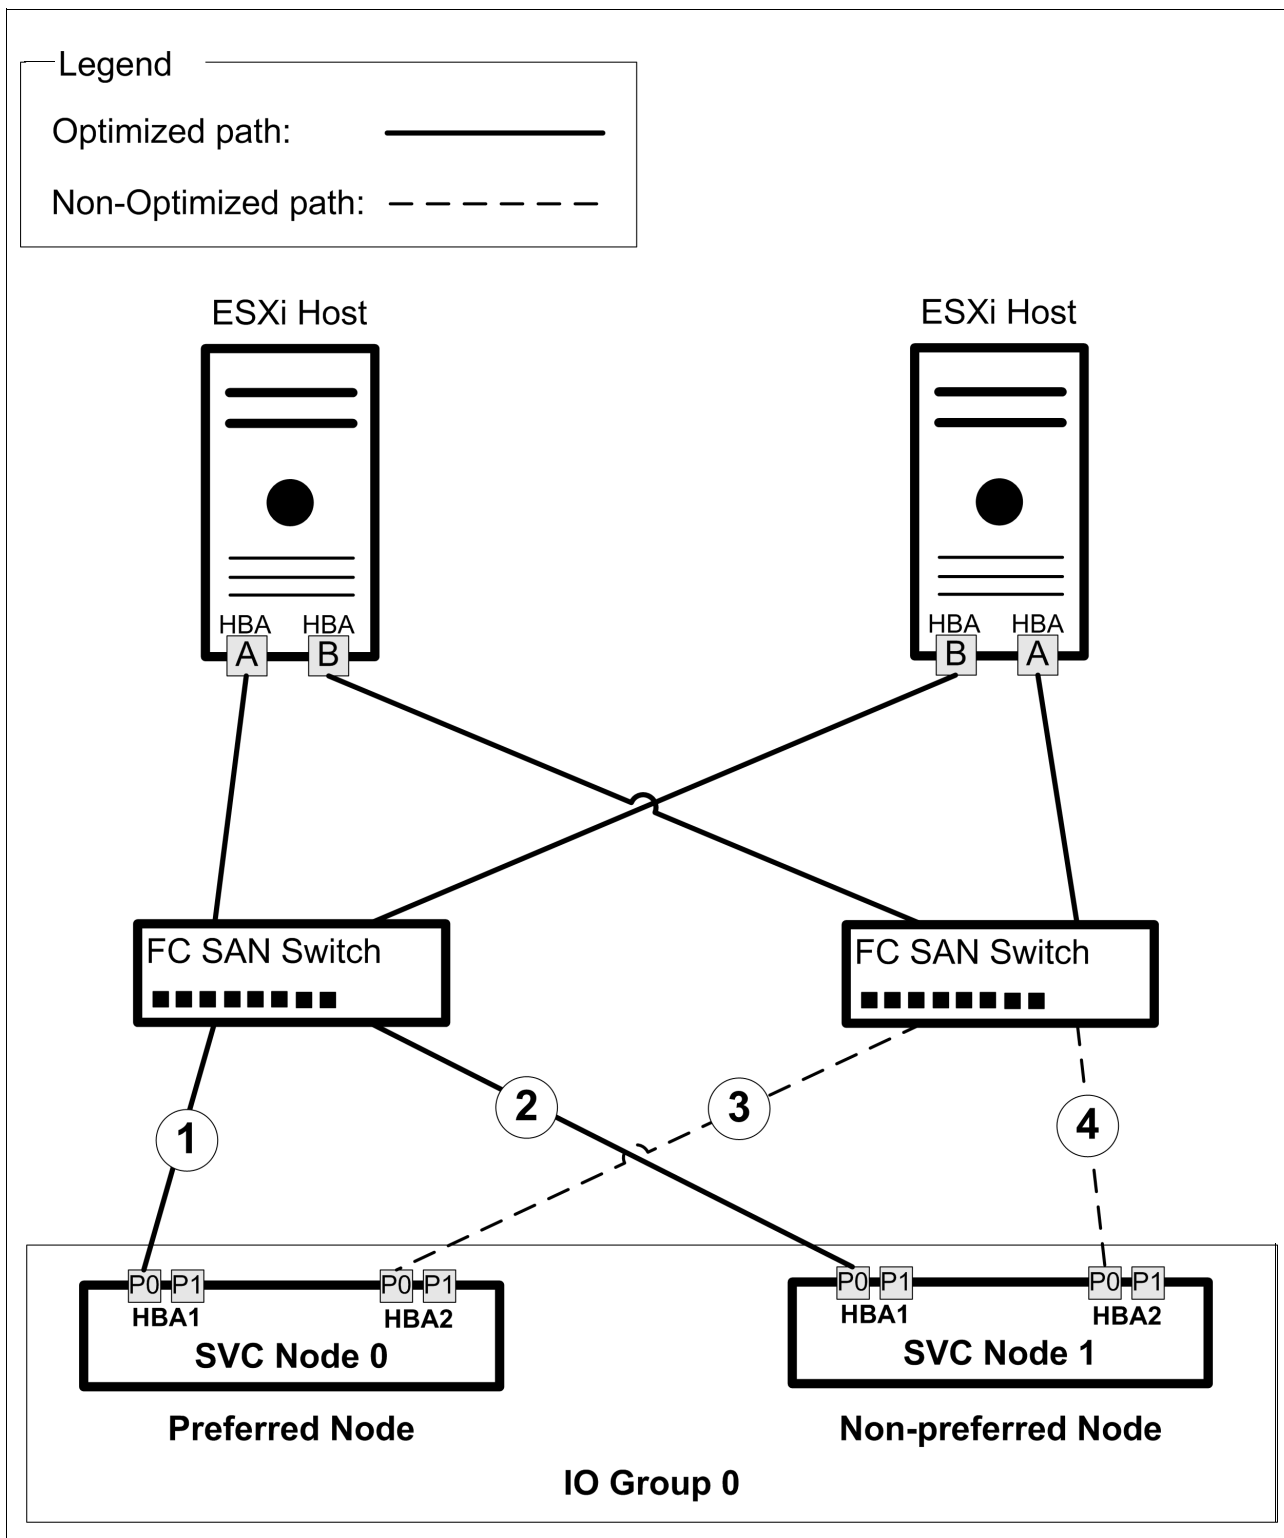 Legend
Optimized path:
Non-Optimized path:
ESXi Host ESXi Host
HBA HBA HBA HBA
A B B A
FC SAN Switch FC SAN Switch
1 2 3 4
P0 P1 P0 P1 P0 P1 P0 P1
HBA1 HBA2 HBA1 HBA2
SVC Node 0 SVC Node 1
Preferred Node Non-preferred Node
IO Group 0